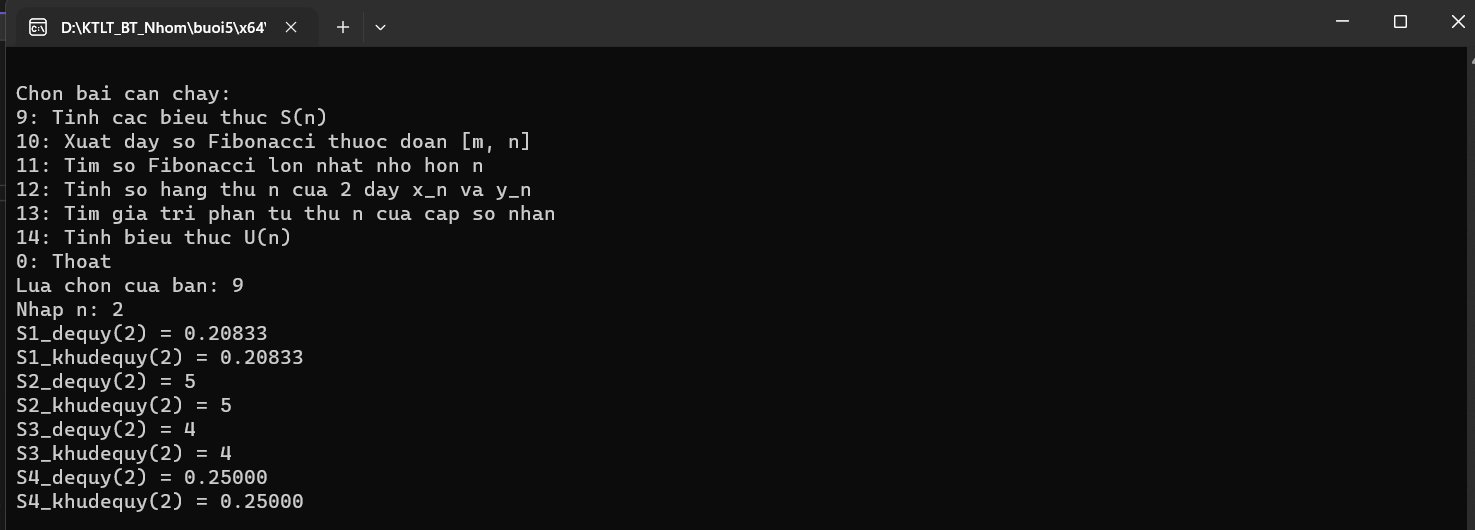 D:\KTLT_BT_Nhom\buoi5\x64\
Chon bai can chay:
9: Tinh cac bieu thuc S(n)
10: Xuat day so Fibonacci thuoc doan [m, n]
11: Tim so Fibonacci lon nhat nho hon n
12: Tinh so hang thu n cua 2 day x_n va y_n
13: Tim gia tri phan tu thu n cua cap so nhan
14: Tinh bieu thuc U(n)
0: Thoat
Lua chon cua ban: 9
Nhap n: 2
S1_dequy(2) = 0.20833
S1_khudequy(2) = 0.20833
S2_dequy(2) = 5
S2_khudequy(2) = 5
S3_dequy(2) = 4
S3_khudequy(2) = 4
S4_dequy(2) = 0.25000
S4_khudequy(2) = 0.25000